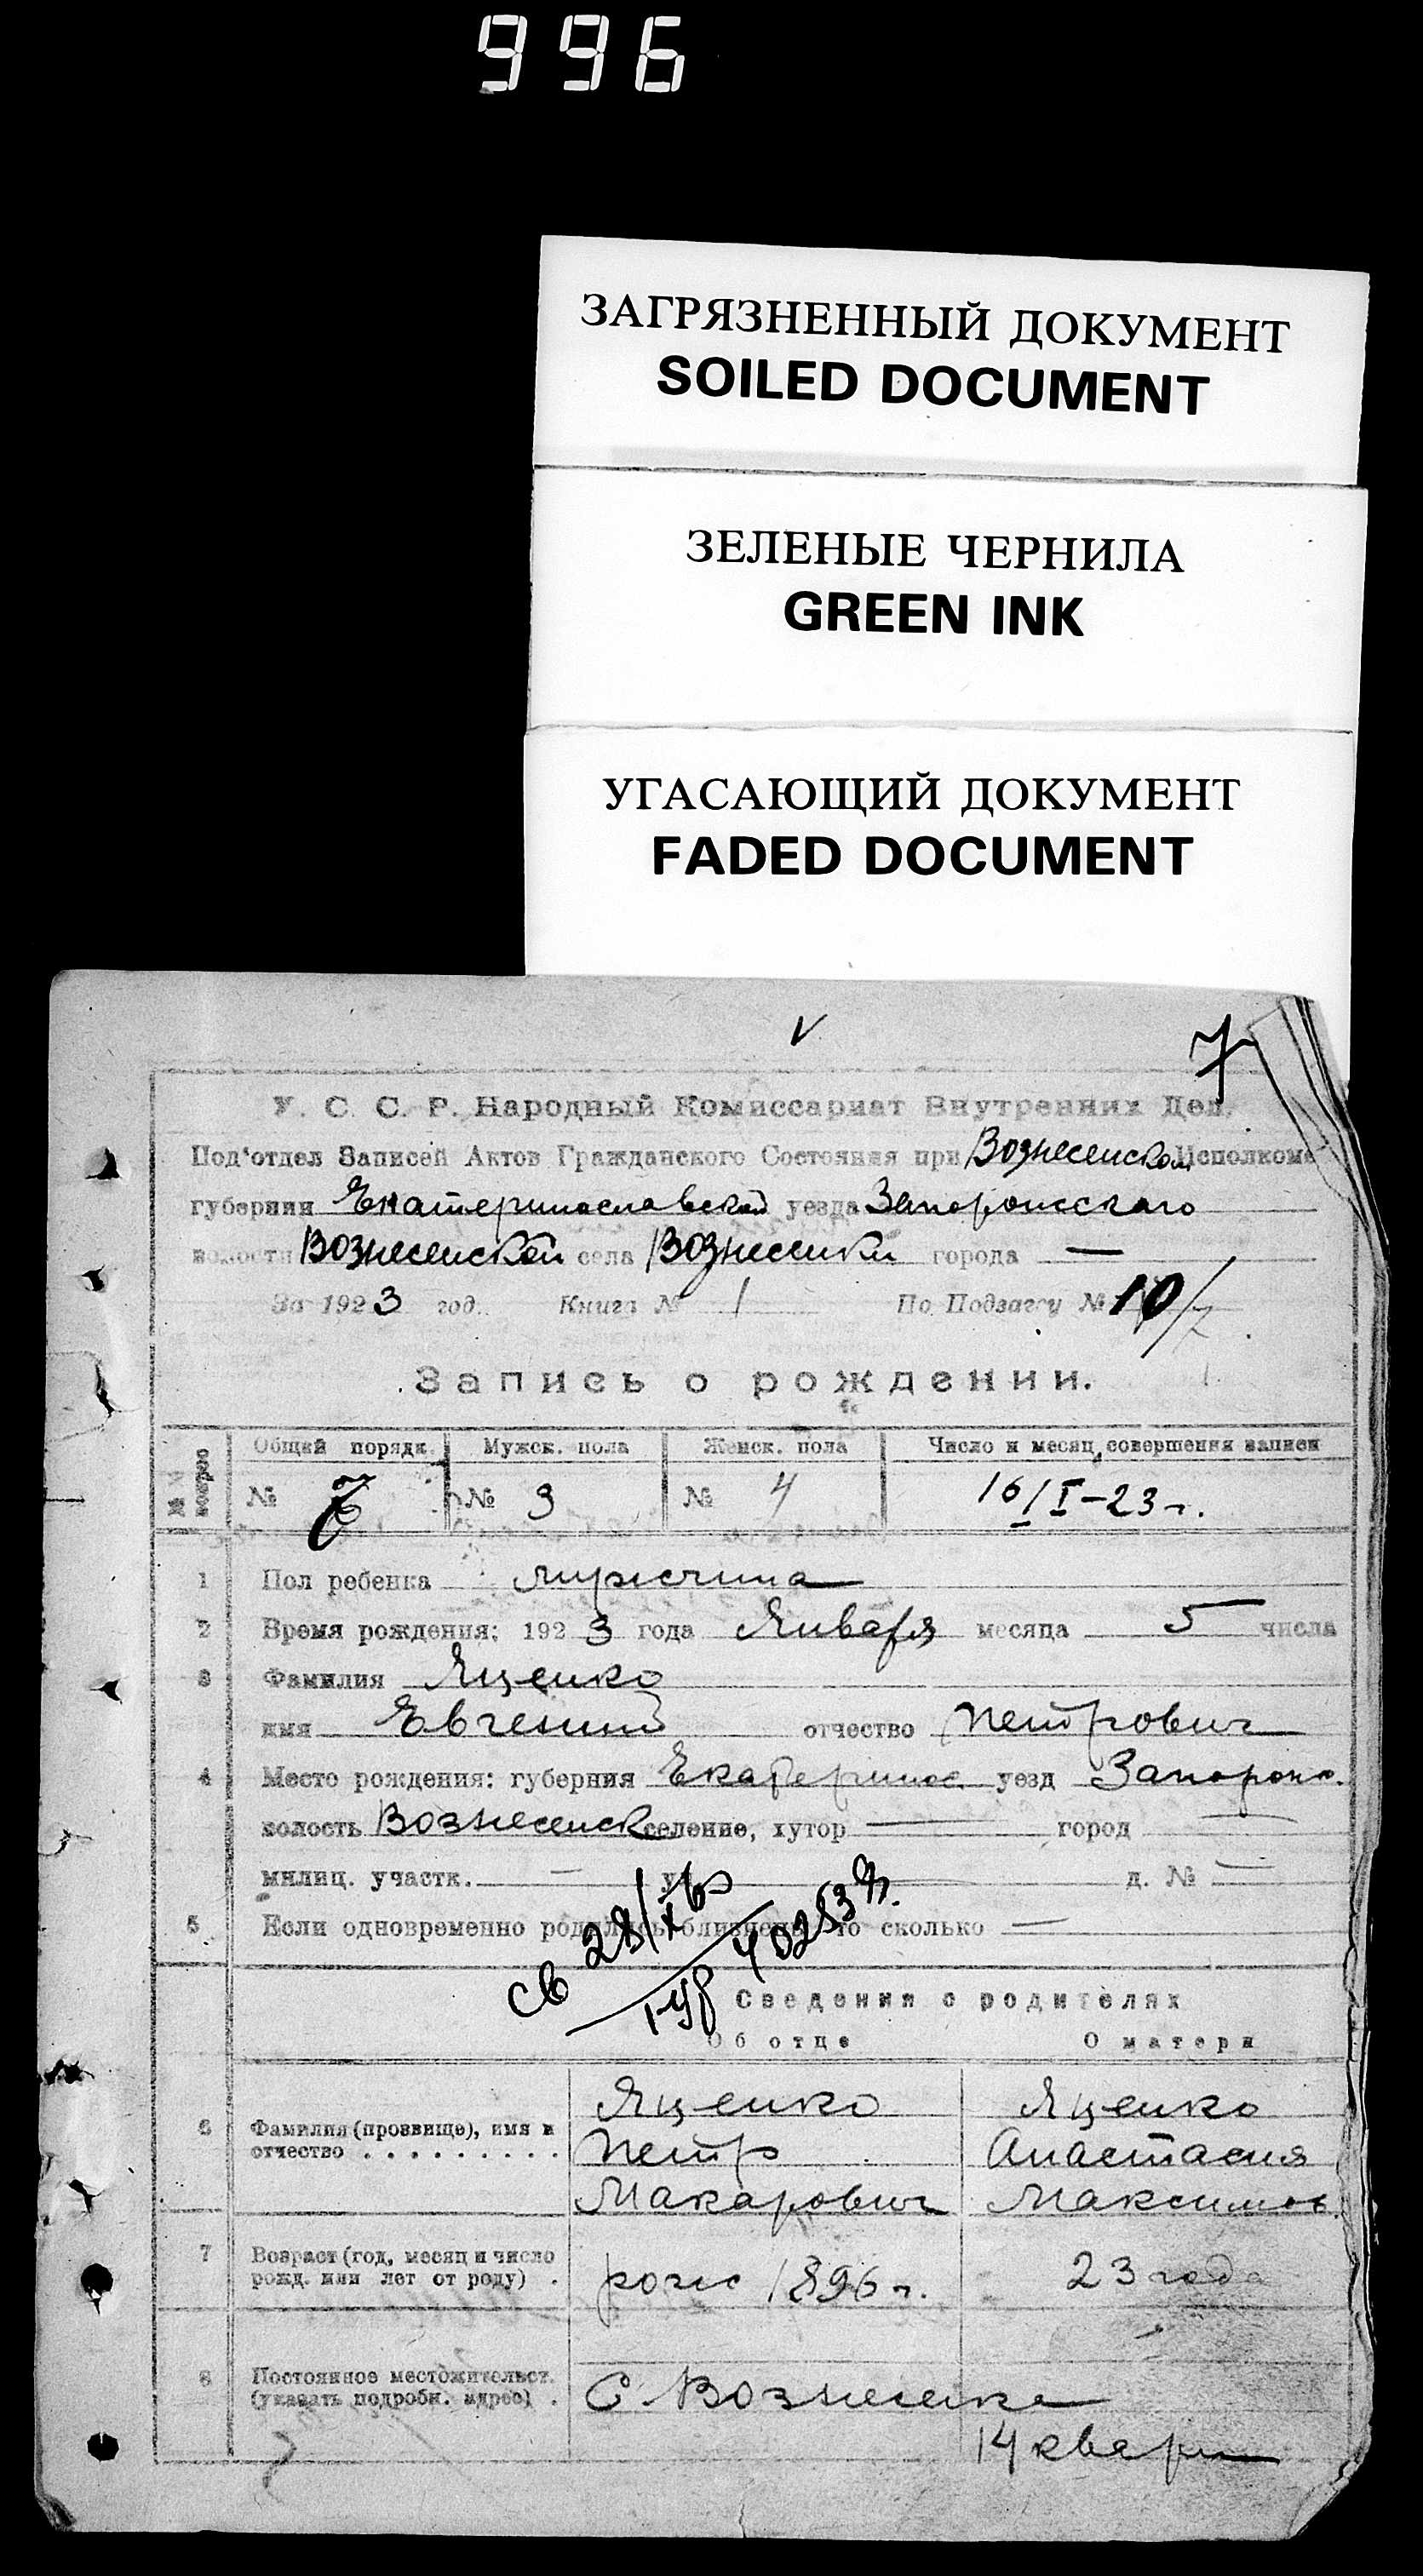 996
ЗАГРЯЗНЕННЫЙ ДОКУМЕНТ
SOILED DOCUMENT
ЗЕЛЕНЫЕ ЧЕРНИЛА
GREEN INK
УГАСАЮЩИЙ ДОКУМЕНТ
FADED DOCUMENT
V 7
У. С. С. Р. Народный Комиссариат Внутренних Дел.
Под'отдел Записей Актов Гражданского Состояния при Вознесенском Исполкоме
губернии Екатеринославской уезда Запорожского
волости Вознесенской села Вознесенки города —
За 1923 год. Книга № 1 По Подзагсу № 10/7
Запись о рождении.
Общий порядк. Мужск. пола Женск. пола Число и месяц совершения записи
№ 7 № 3 № 4 16/I-23 г.
1 Пол ребенка мужчина
2 Время рождения: 1923 года Января месяца 5 числа
3 Фамилия Яценко
имя Евгений отчество Петрович
4 Место рождения: губерния Екатеринос. уезд Запорож.
волость Вознесенск селение, хутор — город —
милиц. участк. — д. № —
5 Если одновременно родились близнецы, то сколько —
св 28/X
40253
Сведения о родителях
Об отце О матери
6 Фамилия (прозвище), имя и отчество . . . . . . . . .
Яценко Яценко
Петр Анастасия
Макарович Максимов.
7 Возраст (год, месяц и число рожд. или лет от роду) .
рож 1896 г. 23 года
8 Постоянное местожительст. (указать подробн. адрес) .
С. Вознесенка
14 кварт